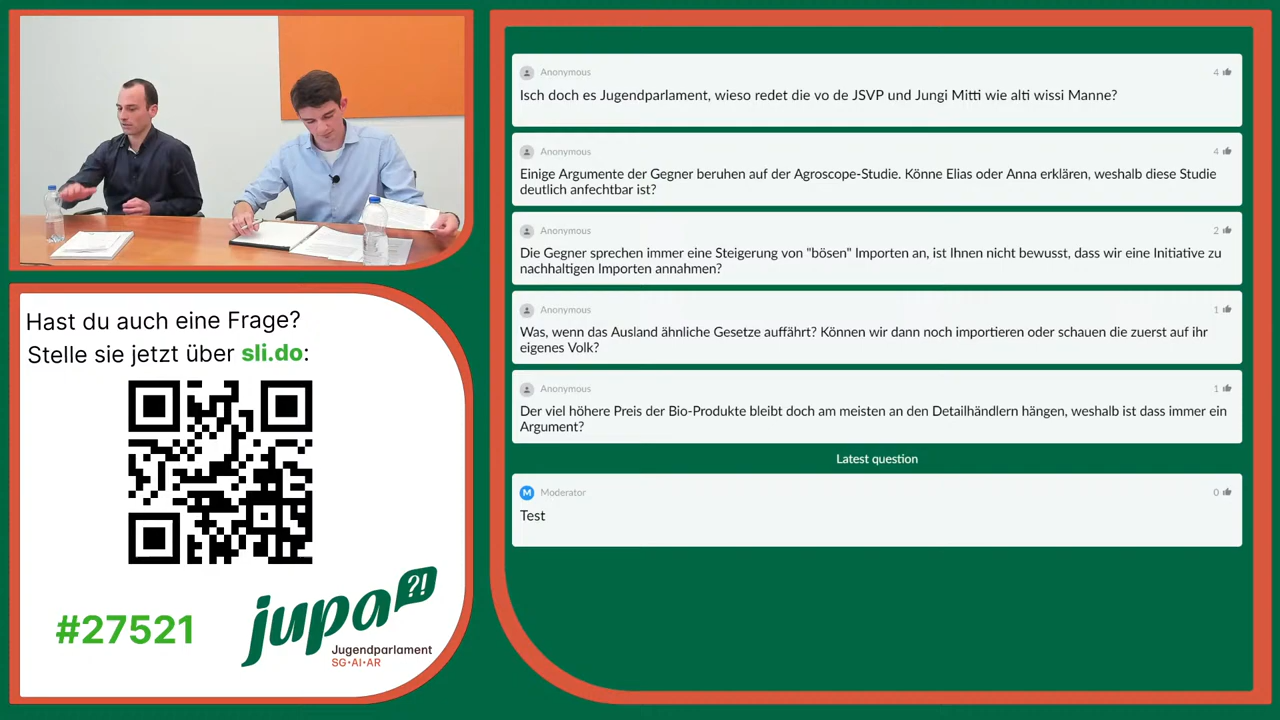 Anonymous
4
Isch doch es Jugendparlament, wieso redet die vo de JSVP und Jungi Mitti wie alti wissi Manne?
Anonymous
4
Einige Argumente der Gegner beruhen auf der Agroscope-Studie. Könne Elias oder Anna erklären, weshalb diese Studie
deutlich anfechtbar ist?
Anonymous
2
Die Gegner sprechen immer eine Steigerung von "bösen" Importen an, ist Ihnen nicht bewusst, dass wir eine Initiative zu
nachhaltigen Importen annahmen?
Anonymous
1
Was, wenn das Ausland ähnliche Gesetze auffährt? Können wir dann noch importieren oder schauen die zuerst auf ihr
eigenes Volk?
Anonymous
1
Der viel höhere Preis der Bio-Produkte bleibt doch am meisten an den Detailhändlern hängen, weshalb ist dass immer ein
Argument?
Latest question
M
Moderator
0
Test
Hast du auch eine Frage?
Stelle sie jetzt über sli.do:
#27521
jupa?!
Jugendparlament
SG•AI•AR